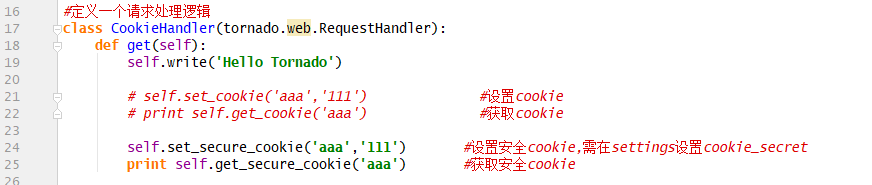 16 #定义一个请求处理逻辑
17 class CookieHandler(tornado.web.RequestHandler):
18 def get(self):
19 self.write('Hello Tornado')
20
21 # self.set_cookie('aaa','111') #设置cookie
22 # print self.get_cookie('aaa') #获取cookie
23
24 self.set_secure_cookie('aaa','111') #设置安全cookie,需在settings设置cookie_secret
25 print self.get_secure_cookie('aaa') #获取安全cookie
26